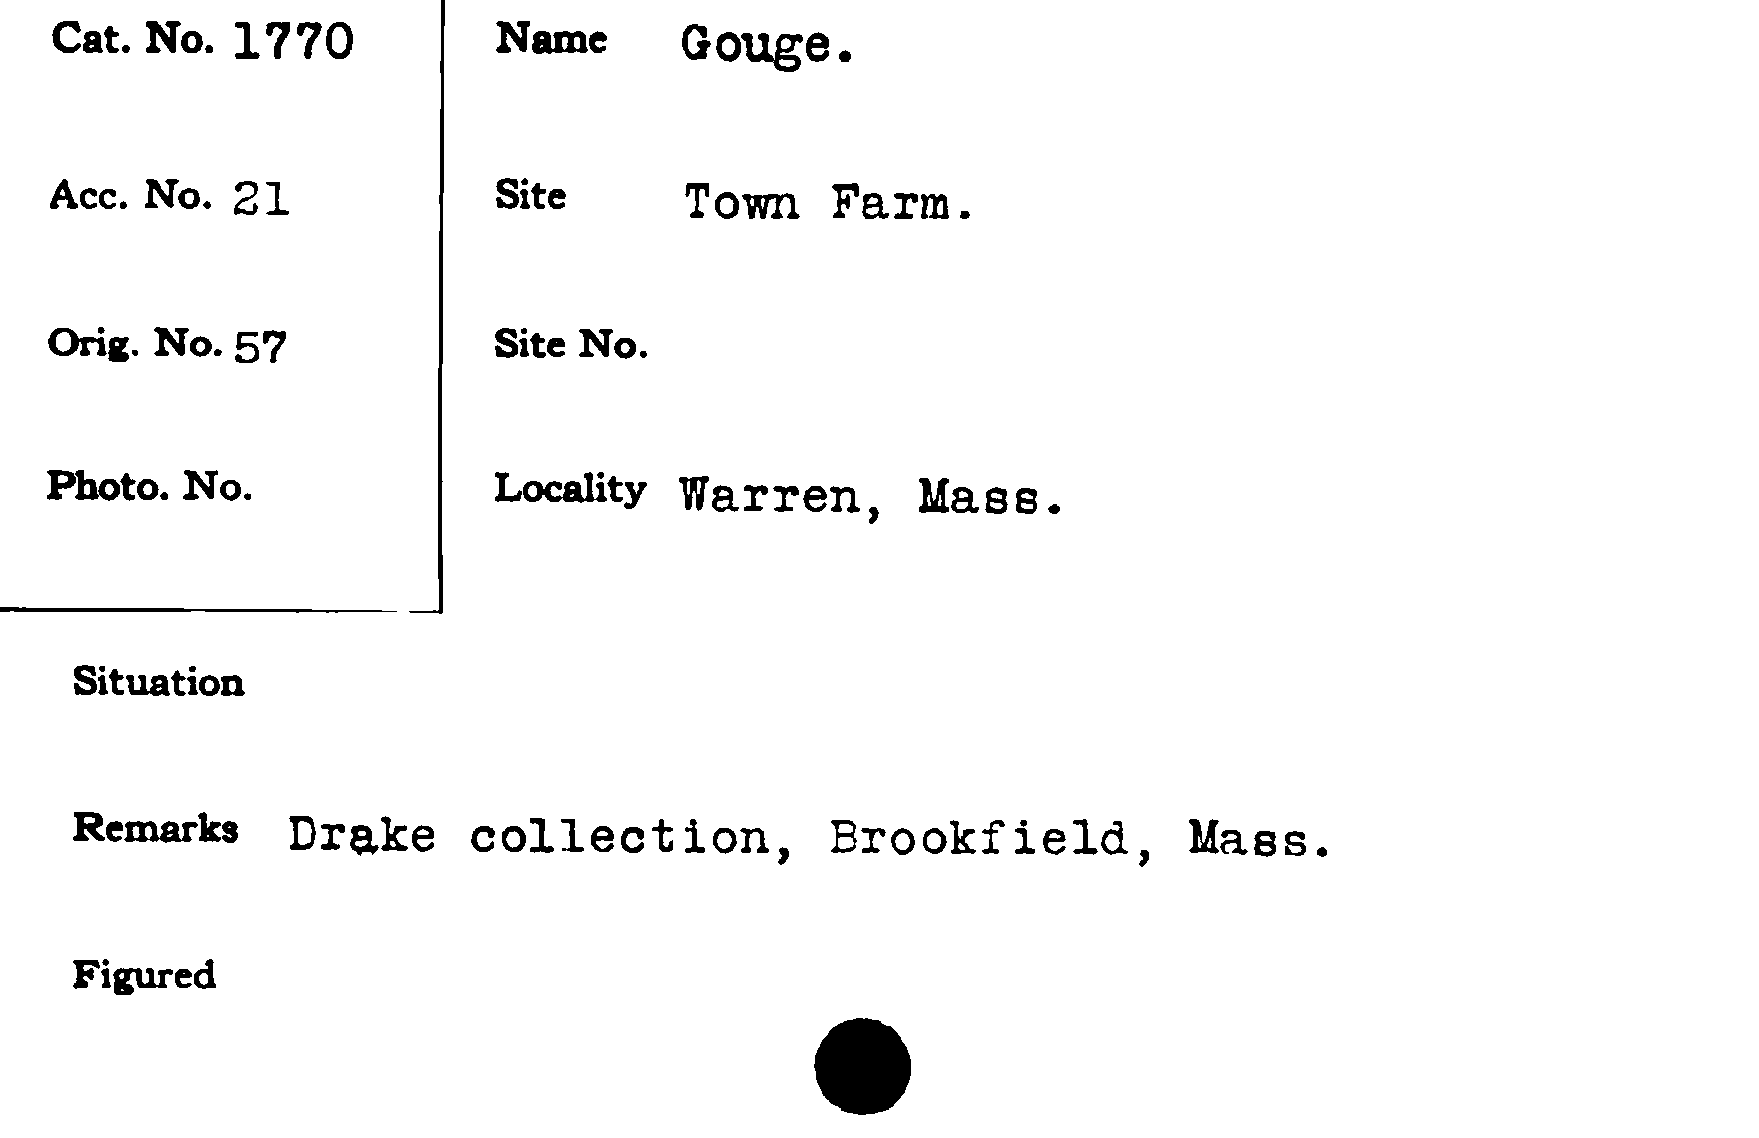 Cat. No. 1770
Acc. No. 21
Orig. No. 57
Photo. No.
Name Gouge.
Site Town Farm.
Site No.
Locality Warren, Mass.
Situation
Remarks Drake collection, Brookfield, Mass.
Figured